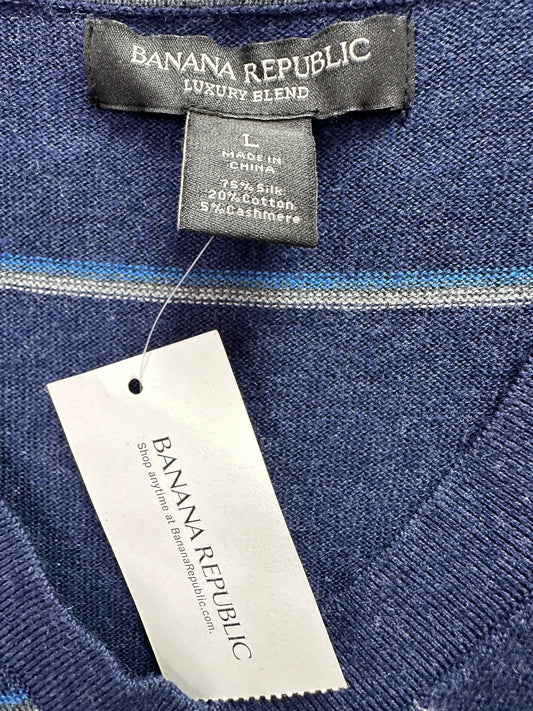 BANANA REPUBLIC
LUXURY BLEND
L
MADE IN
CHINA
75% Silk
20% Cotton
5% Cashmere
BANANA REPUBLIC
Shop anytime at BananaRepublic.com.